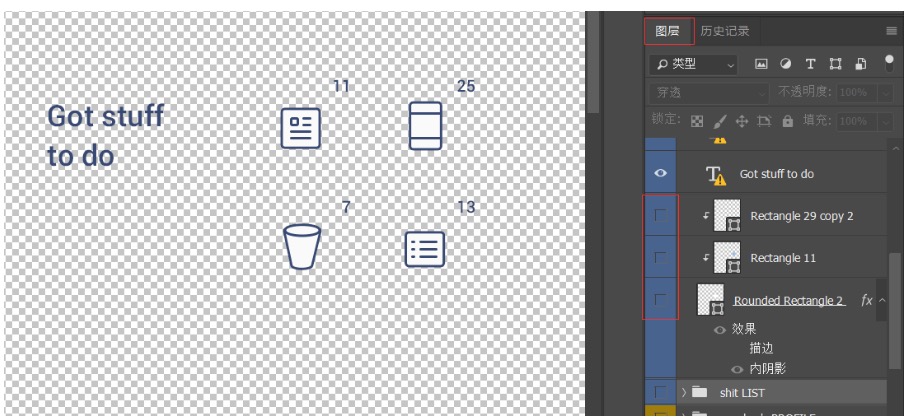 Got stuff
to do
11
25
7
13
图层
历史记录
类型
T
穿透
不透明度: 100%
锁定:
填充: 100%
T Got stuff to do
Rectangle 29 copy 2
Rectangle 11
Rounded Rectangle 2 fx
效果
描边
内阴影
shit LIST